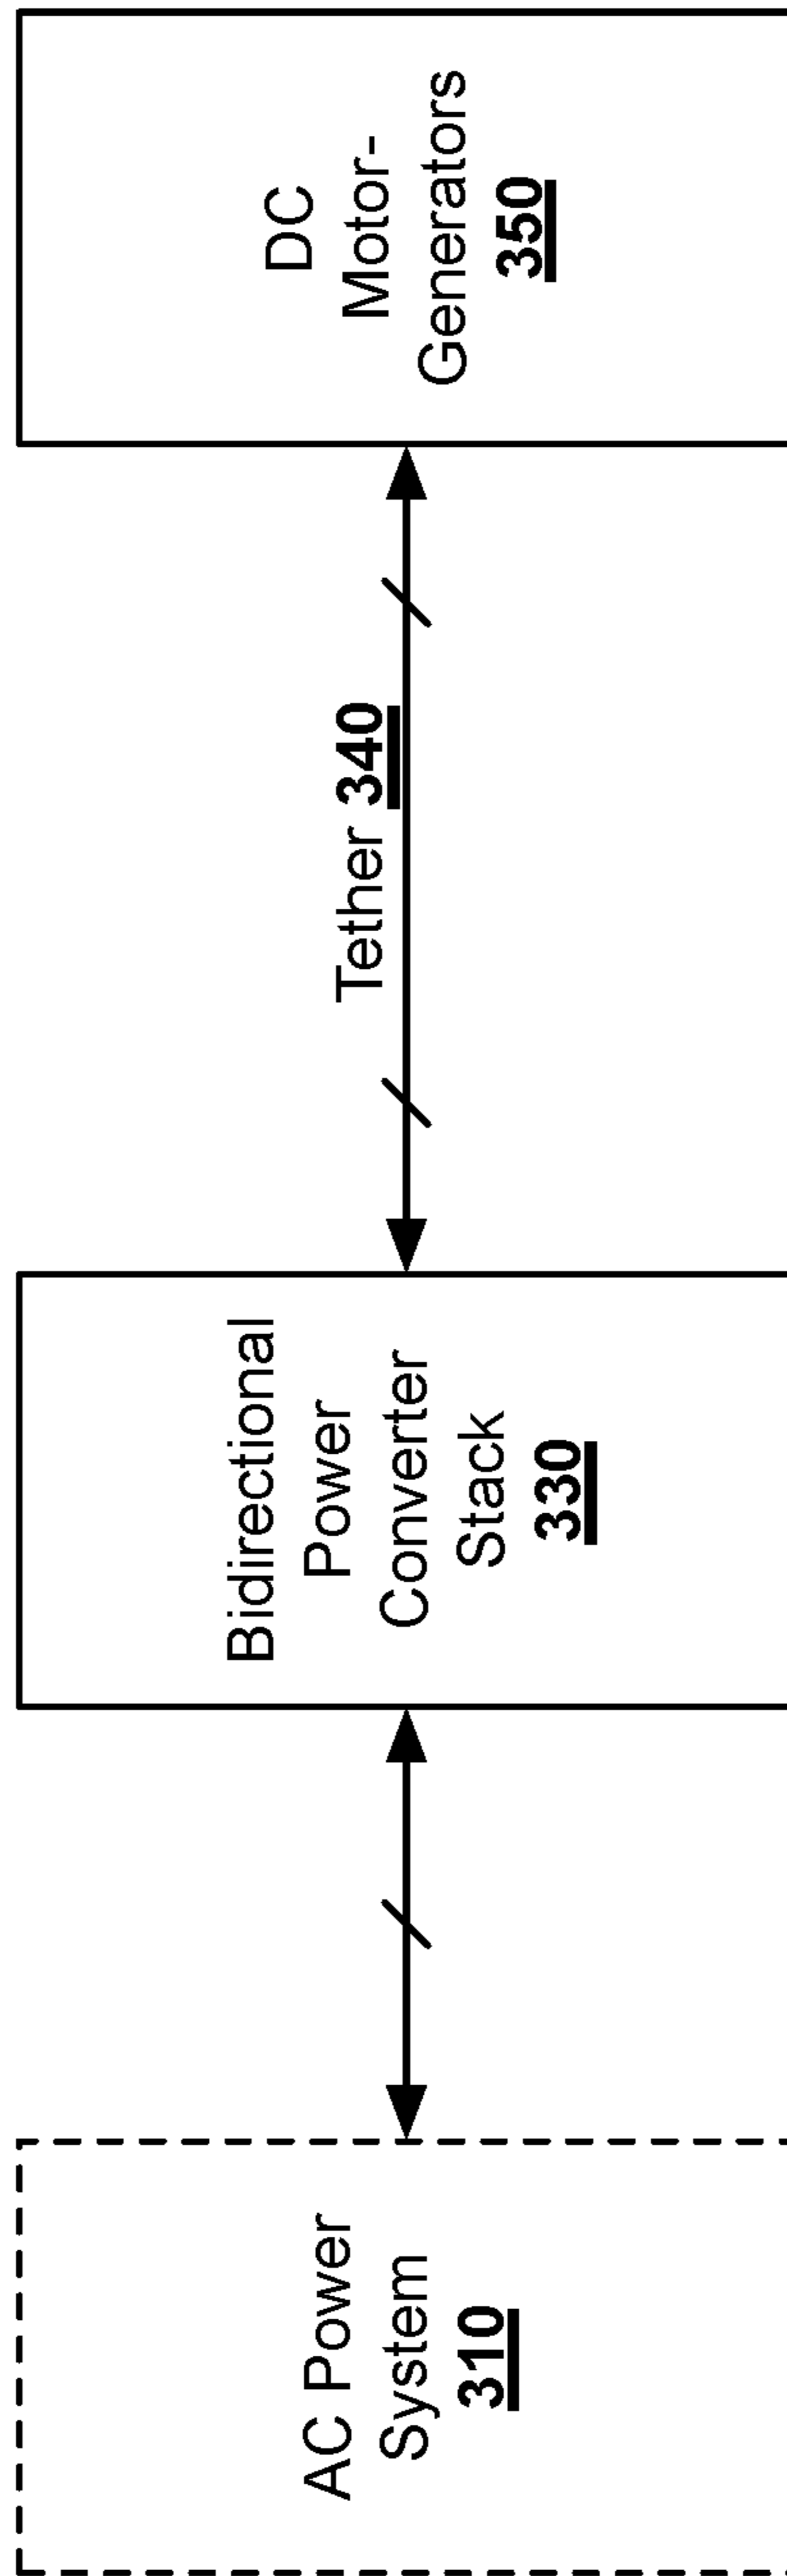 AC Power
System
310
Bidirectional
Power
Converter
Stack
330
Tether 340
DC
Motor-
Generators
350